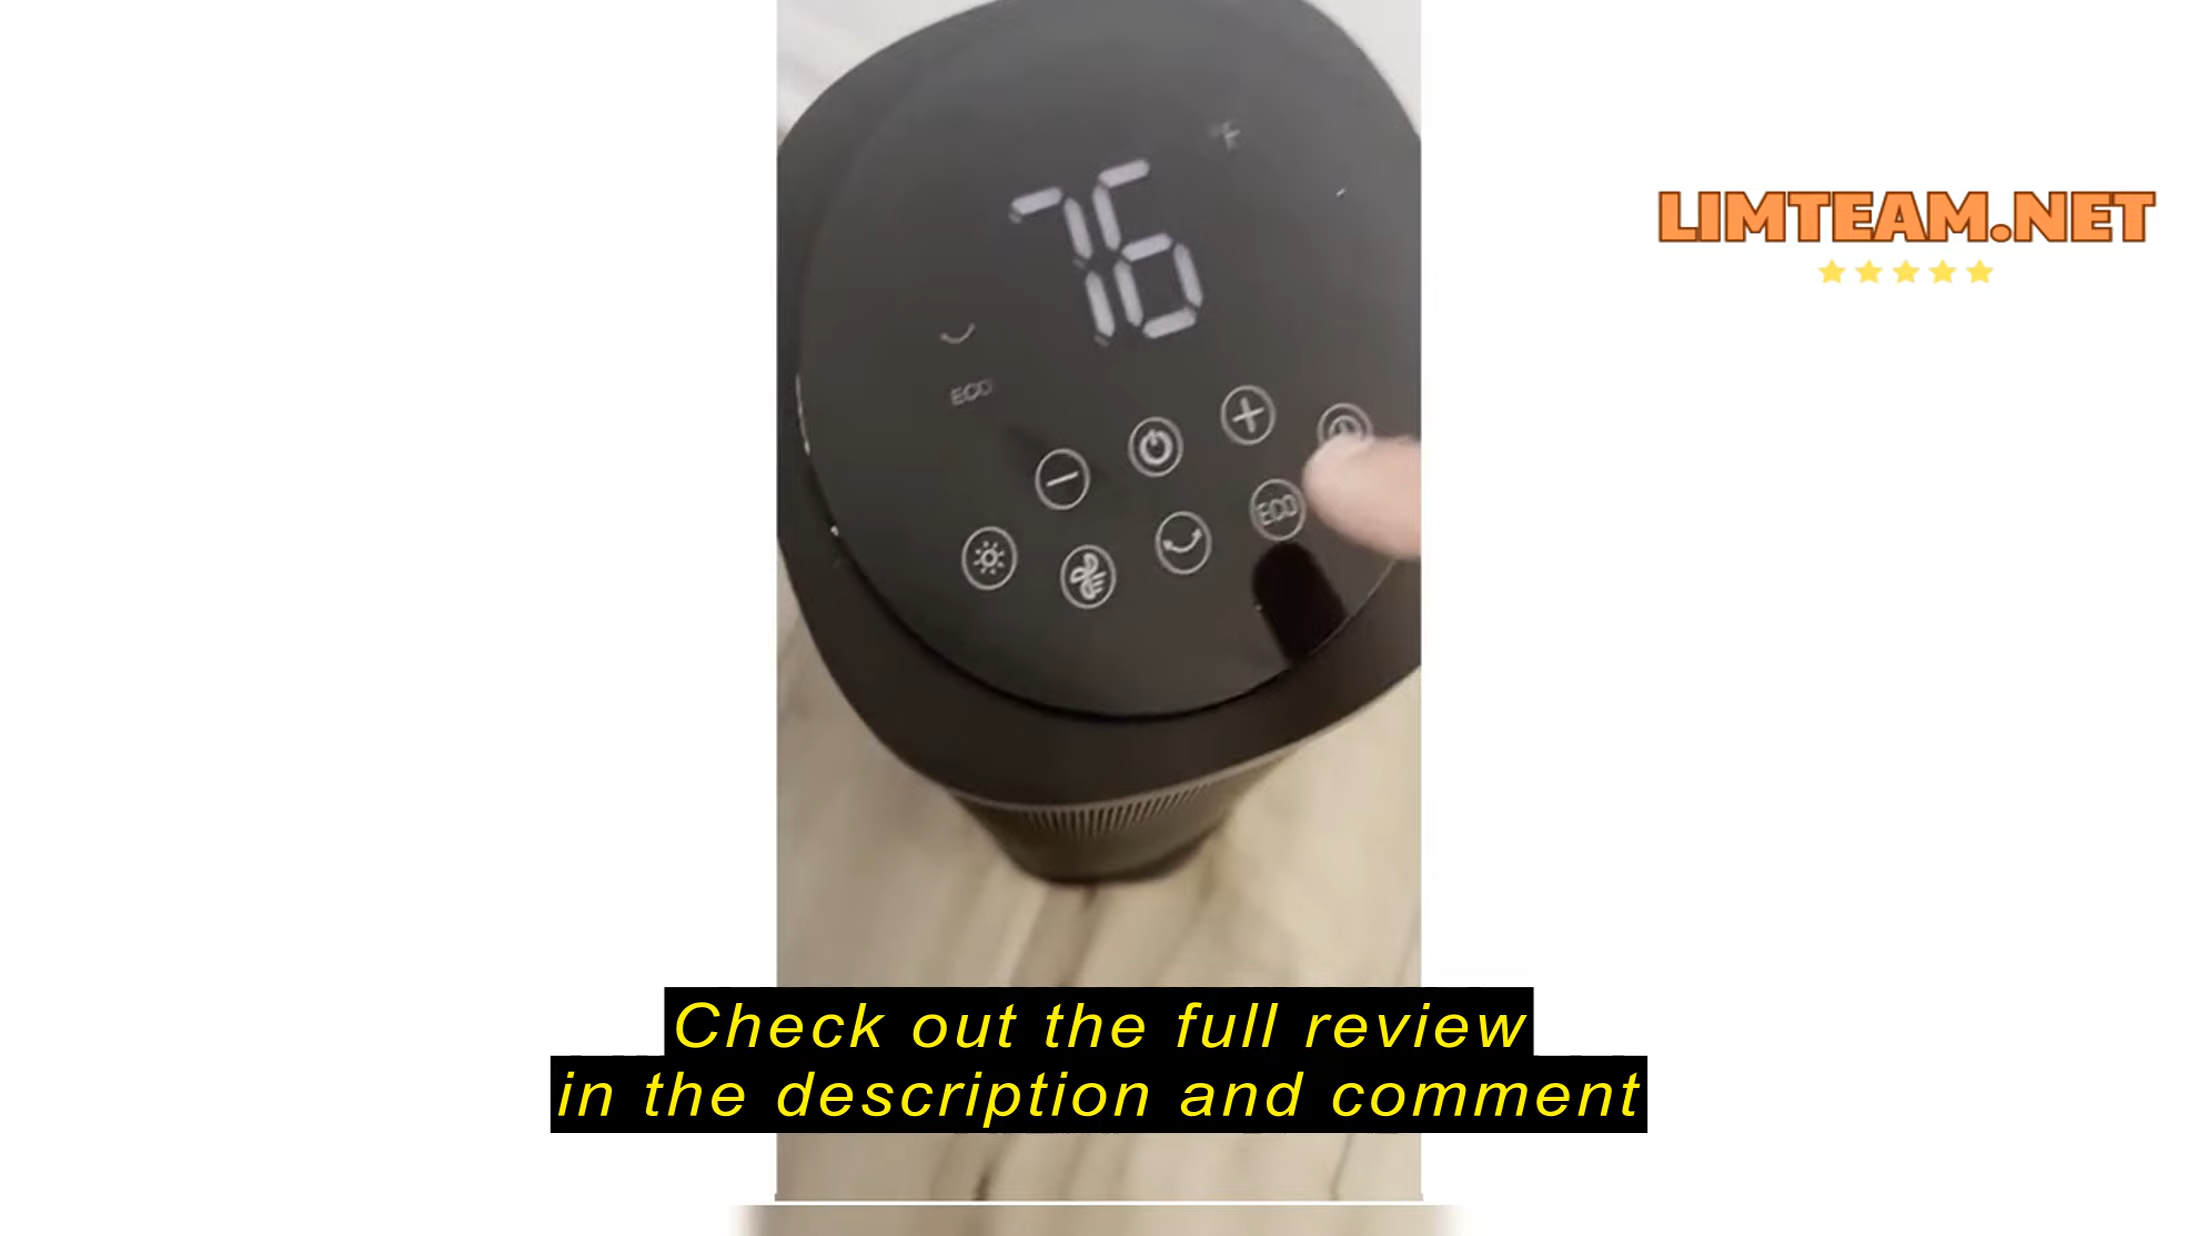 LIMTEAM.NET
°F
76
ECO
ECO
Check out the full review
in the description and comment